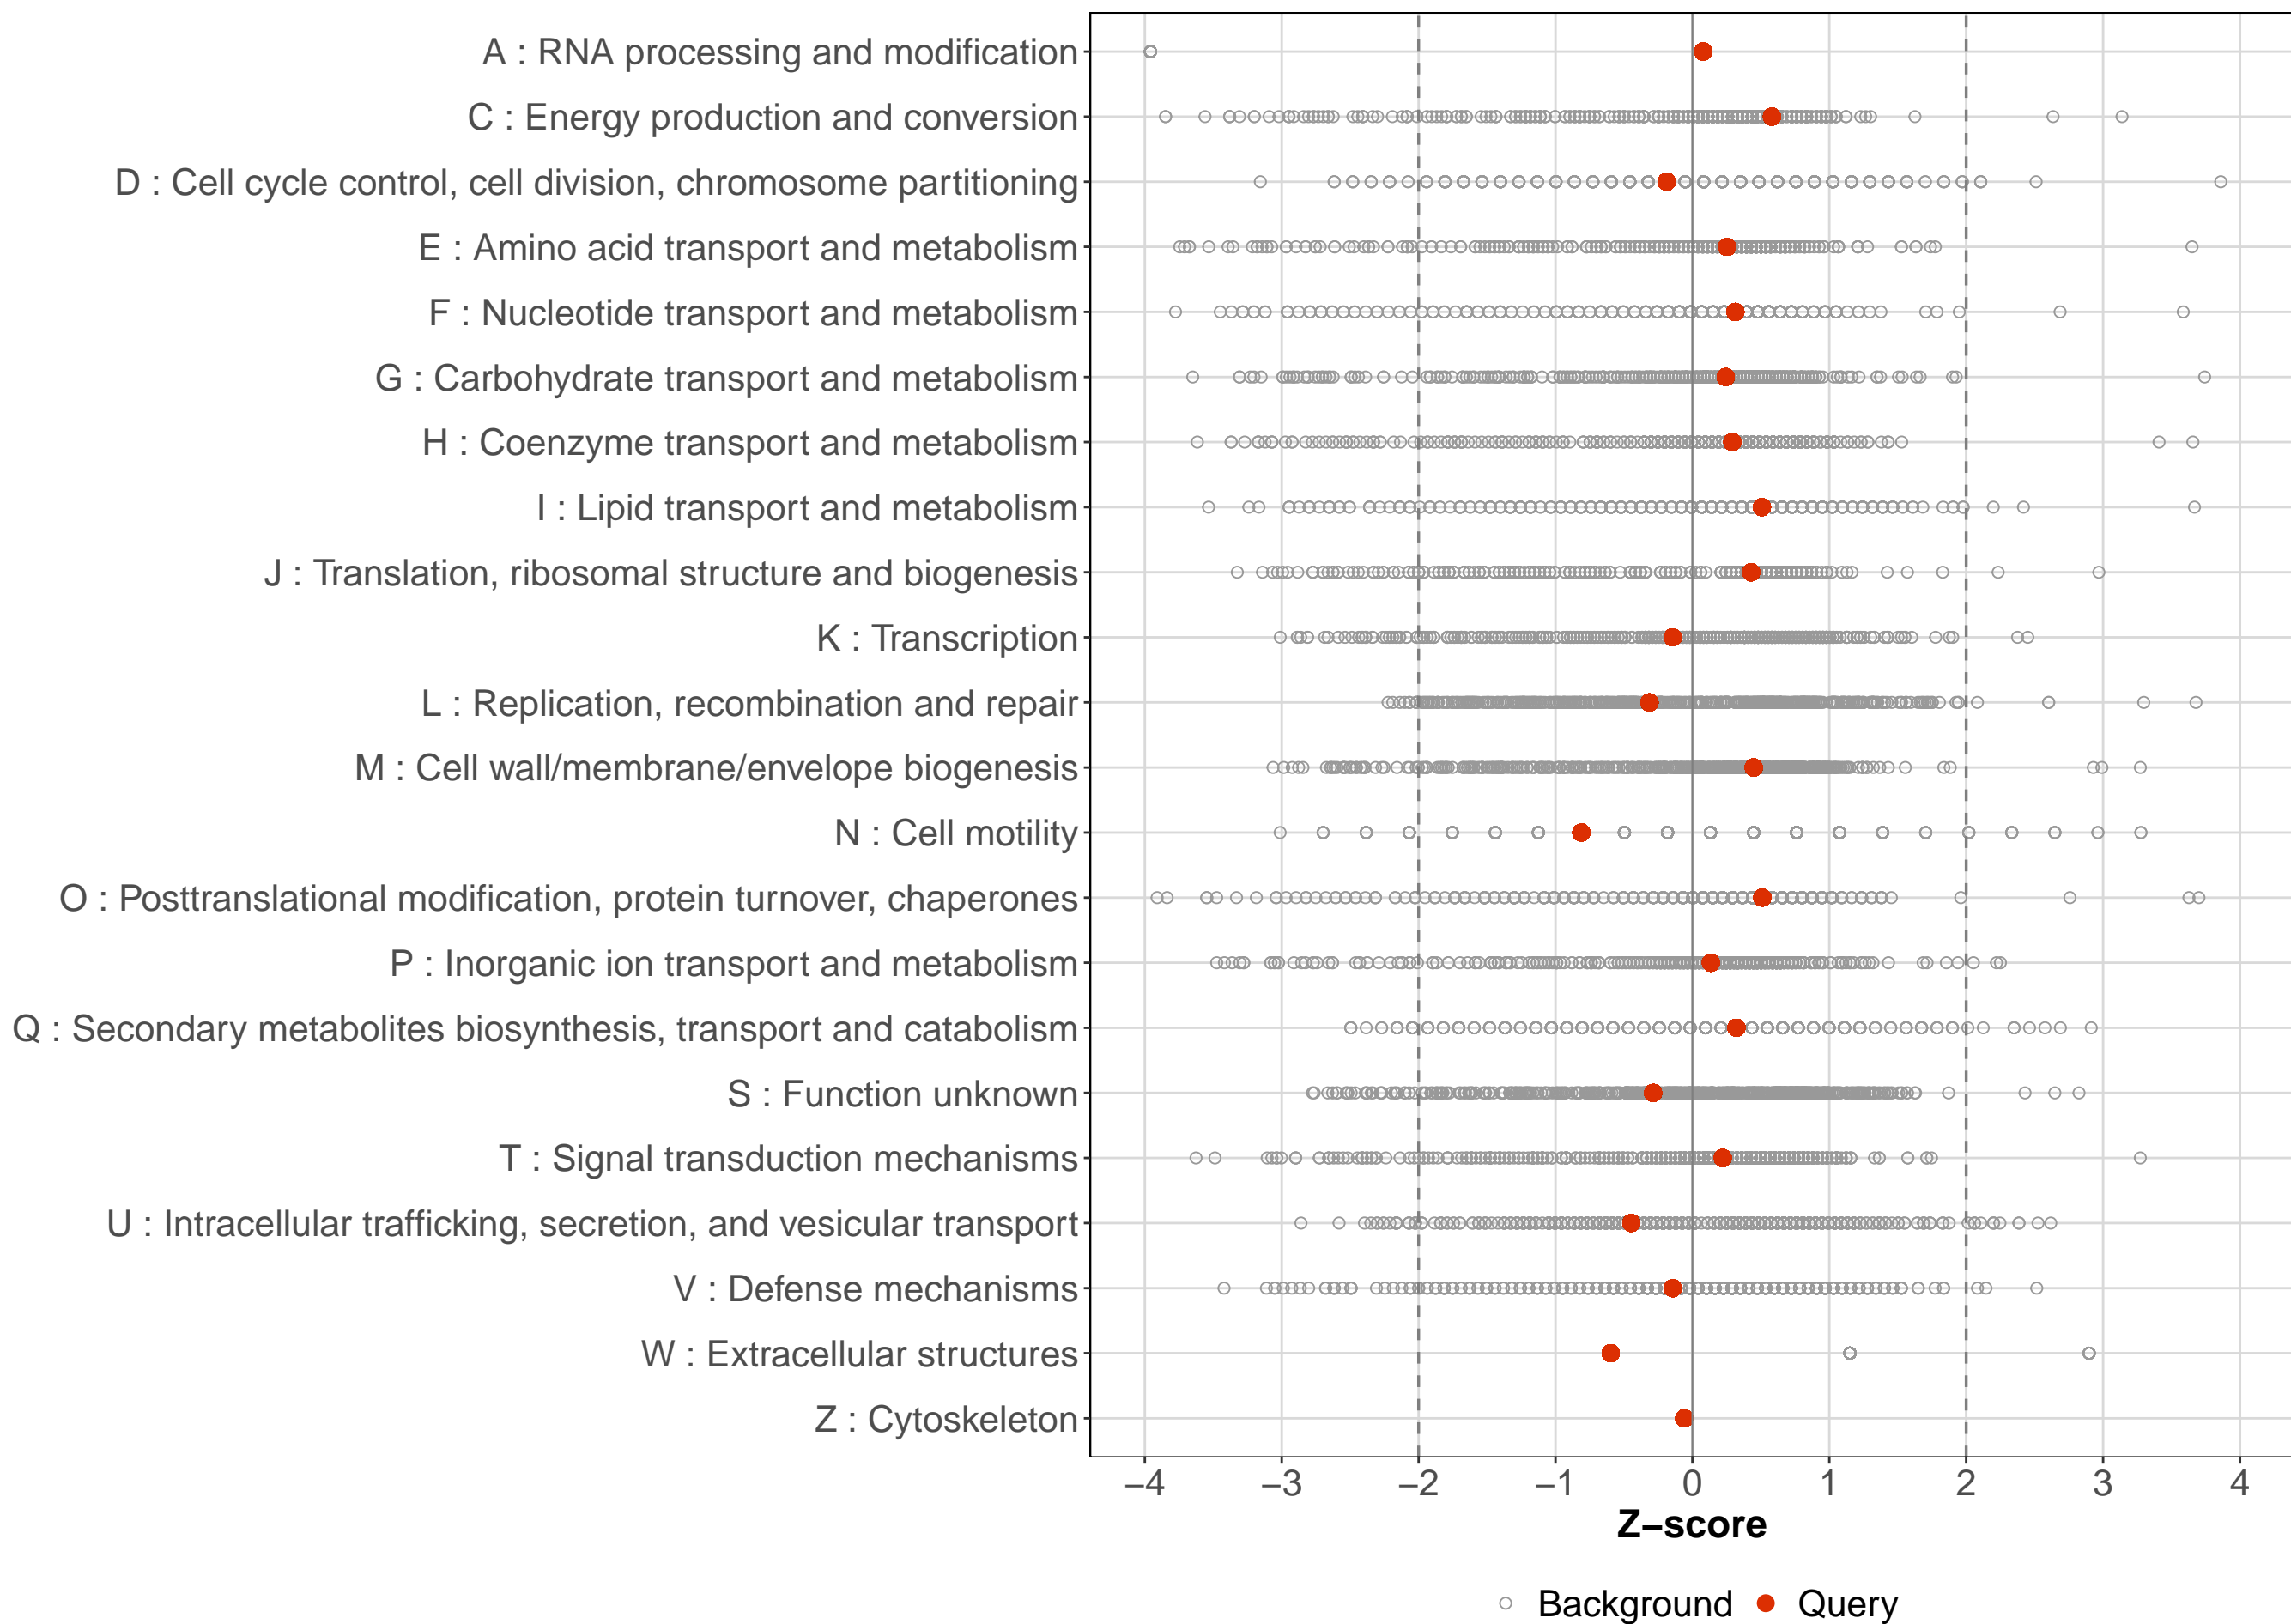 A : RNA processing and modification
C : Energy production and conversion
D : Cell cycle control, cell division, chromosome partitioning
E : Amino acid transport and metabolism
F : Nucleotide transport and metabolism
G : Carbohydrate transport and metabolism
H : Coenzyme transport and metabolism
I : Lipid transport and metabolism
J : Translation, ribosomal structure and biogenesis
K : Transcription
L : Replication, recombination and repair
M : Cell wall/membrane/envelope biogenesis
N : Cell motility
O : Posttranslational modification, protein turnover, chaperones
P : Inorganic ion transport and metabolism
Q : Secondary metabolites biosynthesis, transport and catabolism
S : Function unknown
T : Signal transduction mechanisms
U : Intracellular trafficking, secretion, and vesicular transport
V : Defense mechanisms
W : Extracellular structures
Z : Cytoskeleton
−4 −3 −2 −1 0 1 2 3 4
Z−score
Background Query